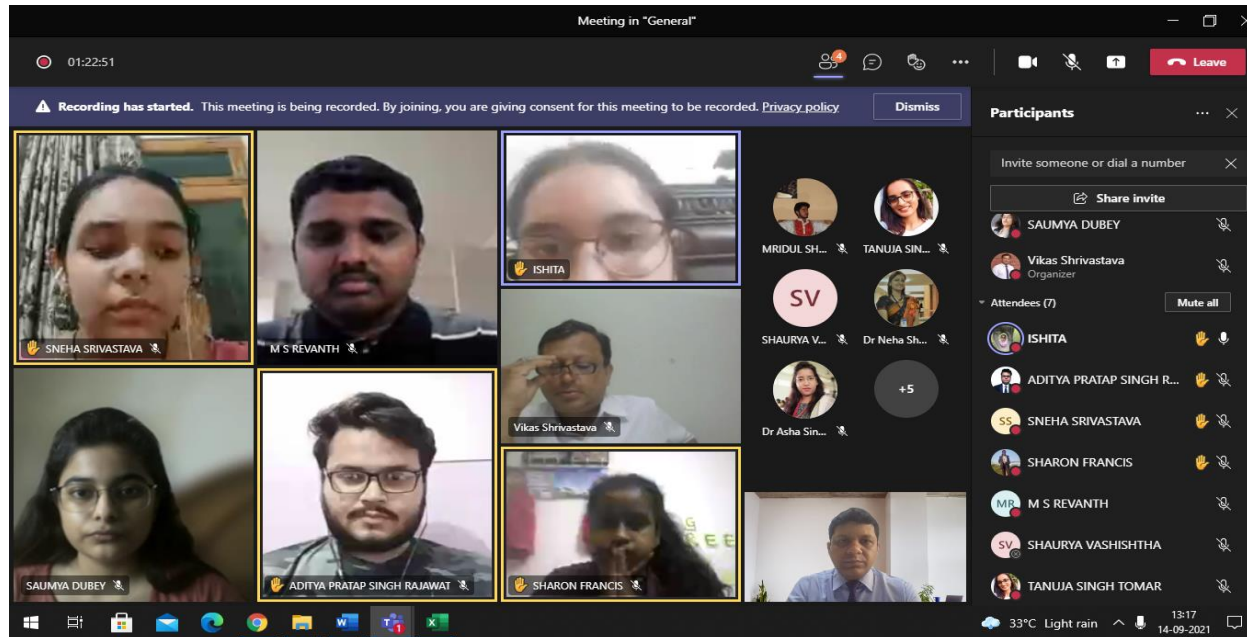 Meeting in "General"
01:22:51
4
Leave
Recording has started. This meeting is being recorded. By joining, you are giving consent for this meeting to be recorded. Privacy policy
Dismiss
SNEHA SRIVASTAVA
M S REVANTH
ISHITA
Vikas Shrivastava
SAUMYA DUBEY
ADITYA PRATAP SINGH RAJAWAT
SHARON FRANCIS
MRIDUL SH...
TANUJA SIN...
SV
SHAURYA V...
Dr Neha Sh...
Dr Asha Sin...
+5
Participants
Invite someone or dial a number
Share invite
SAUMYA DUBEY
Vikas Shrivastava
Organizer
Attendees (7)
Mute all
ISHITA
ADITYA PRATAP SINGH R...
SS
SNEHA SRIVASTAVA
SHARON FRANCIS
MR
M S REVANTH
SV
SHAURYA VASHISHTHA
TANUJA SINGH TOMAR
1
33°C Light rain
13:17
14-09-2021